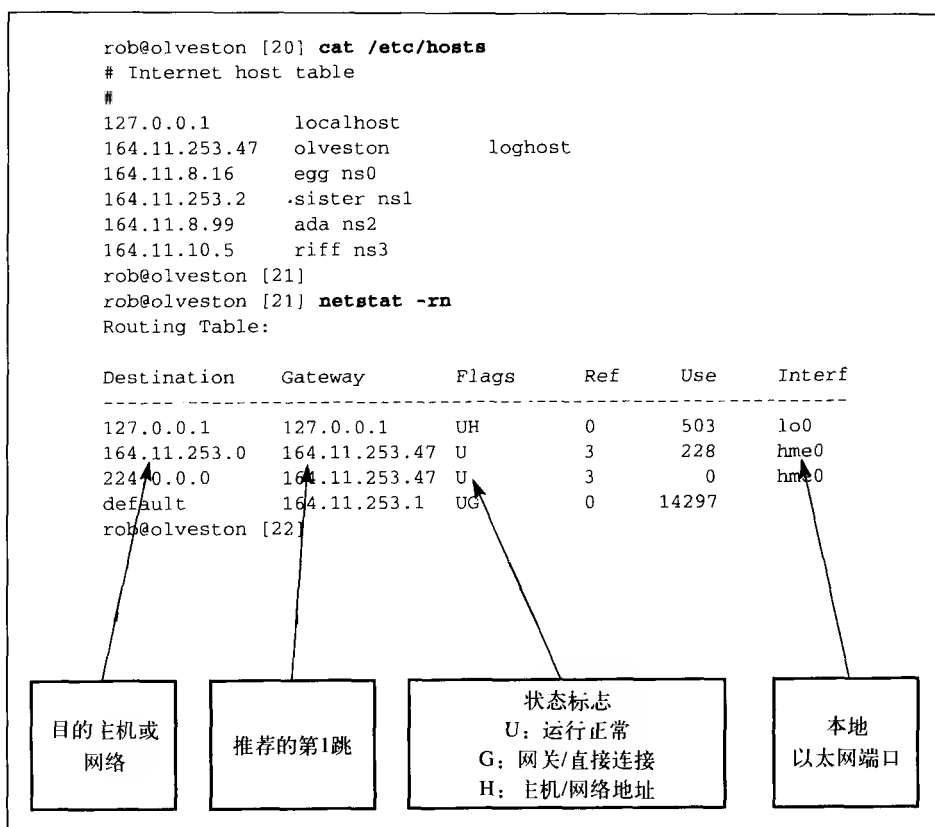 rob@olveston [20] cat /etc/hosts
# Internet host table
#
127.0.0.1 localhost
164.11.253.47 olveston loghost
164.11.8.16 egg ns0
164.11.253.2 sister ns1
164.11.8.99 ada ns2
164.11.10.5 riff ns3
rob@olveston [21]
rob@olveston [21] netstat -rn
Routing Table:
Destination Gateway Flags Ref Use Interf
127.0.0.1 127.0.0.1 UH 0 503 lo0
164.11.253.0 164.11.253.47 U 3 228 hme0
224.0.0.0 164.11.253.47 U 3 0 hme0
default 164.11.253.1 UG 0 14297
rob@olveston [22]
目的主机或
网络
推荐的第1跳
状态标志
U：运行正常
G：网关/直接连接
H：主机/网络地址
本地
以太网端口